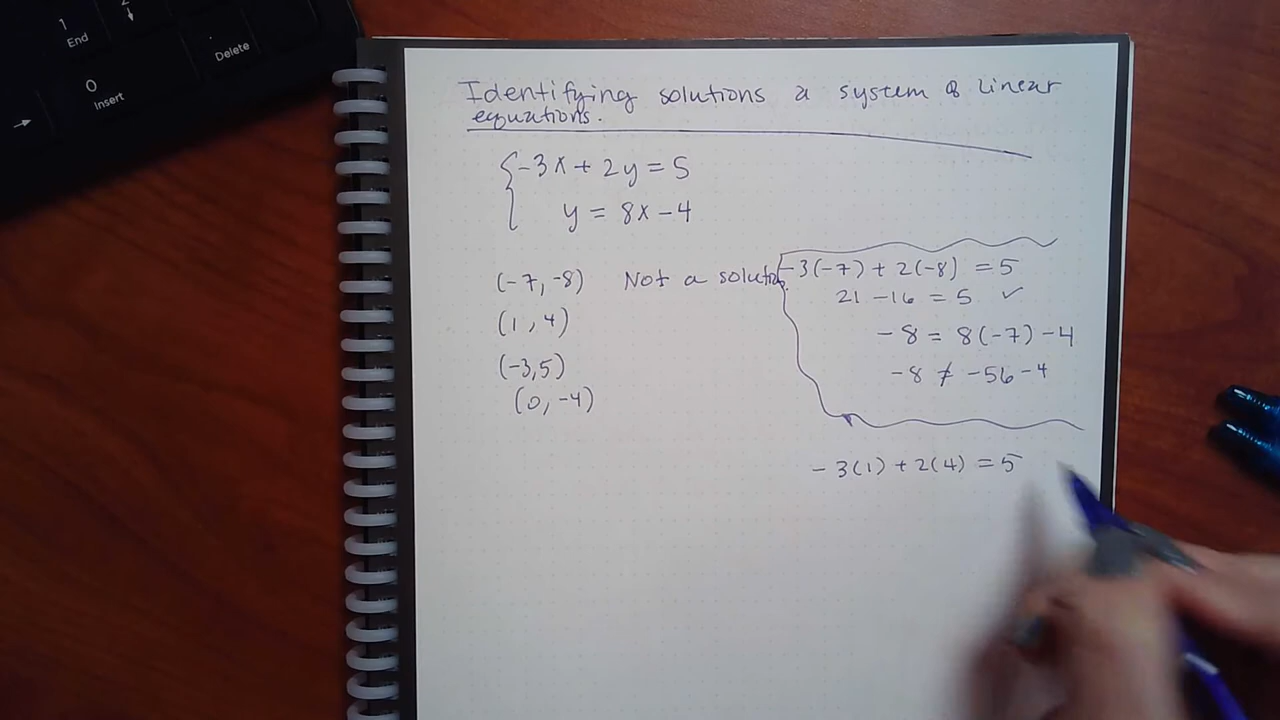 1
End
↓
Delete
0
Insert
→
Identifying solutions a system of linear
equations.
-3x + 2y = 5
y = 8x - 4
(-7, -8) Not a solution.
(1, 4)
(-3,5)
(0, -4)
-3(-7) + 2(-8) = 5
21 - 16 = 5 ✓
-8 = 8(-7) - 4
-8 ≠ -56 - 4
-3(1) + 2(4) = 5